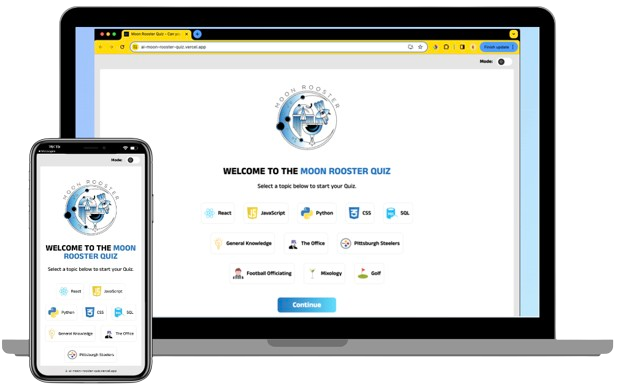 Moon Rooster Quiz - Can yo
ai-moon-rooster-quiz.vercel.app
Finish update
Mode:
MOON ROOSTER
WELCOME TO THE MOON ROOSTER QUIZ
Select a topic below to start your Quiz.
React JavaScript Python CSS SQL
General Knowledge The Office Pittsburgh Steelers
Football Officiating Mixology Golf
Continue
Mode:
MOON ROOSTER
WELCOME TO THE MOON
ROOSTER QUIZ
Select a topic below to start your Quiz.
React JavaScript
Python CSS SQL
General Knowledge The Office
Pittsburgh Steelers
ai-moon-rooster-quiz.vercel.app